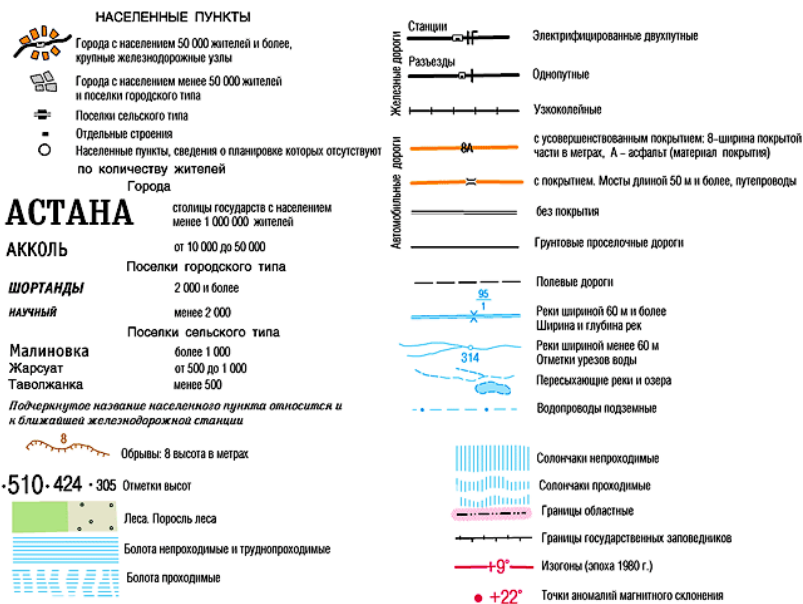 НАСЕЛЕННЫЕ ПУНКТЫ
Города с населением 50 000 жителей и более,
крупные железнодорожные узлы
Города с населением менее 50 000 жителей
и поселки городского типа
Поселки сельского типа
Отдельные строения
Населенные пункты, сведения о планировке которых отсутствуют
по количеству жителей
Города
АСТАНА
столицы государств с населением
менее 1 000 000 жителей
АККОЛЬ
от 10 000 до 50 000
Поселки городского типа
ШОРТАНДЫ
2 000 и более
НАУЧНЫЙ
менее 2 000
Поселки сельского типа
Малиновка
более 1 000
Жарсуат
от 500 до 1 000
Таволжанка
менее 500
Подчеркнутое название населенного пункта относится и
к ближайшей железнодорожной станции
8
Обрывы: 8 высота в метрах
·510· 424 · 305 Отметки высот
Леса. Поросль леса
Болота непроходимые и труднопроходимые
Болота проходимые
Железные дороги
Станции
Электрифицированные двухпутные
Разъезды
Однопутные
Узкоколейные
Автомобильные дороги
8А
с усовершенствованным покрытием: 8-ширина покрытой
части в метрах, А – асфальт (материал покрытия)
с покрытием. Мосты длиной 50 м и более, путепроводы
без покрытия
Грунтовые проселочные дороги
Полевые дороги
95
1
Реки шириной 60 м и более
Ширина и глубина рек
314
Реки шириной менее 60 м
Отметки урезов воды
Пересыхающие реки и озера
Водопроводы подземные
Солончаки непроходимые
Солончаки проходимые
Границы областные
Границы государственных заповедников
+9°
Изогоны (эпоха 1980 г.)
+22°
Точки аномалий магнитного склонения